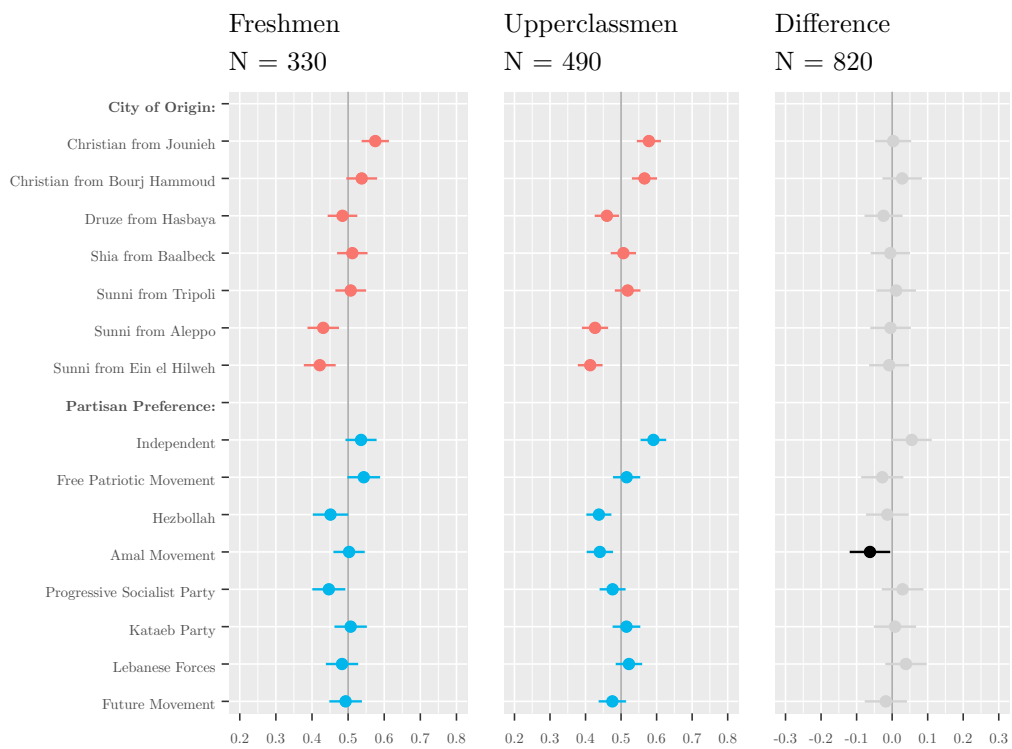 Freshmen
N = 330
Upperclassmen
N = 490
Difference
N = 820
City of Origin:
Christian from Jounieh
Christian from Bourj Hammoud
Druze from Hasbaya
Shia from Baalbeck
Sunni from Tripoli
Sunni from Aleppo
Sunni from Ein el Hilweh
Partisan Preference:
Independent
Free Patriotic Movement
Hezbollah
Amal Movement
Progressive Socialist Party
Kataeb Party
Lebanese Forces
Future Movement
0.2 0.3 0.4 0.5 0.6 0.7 0.8
0.2 0.3 0.4 0.5 0.6 0.7 0.8
-0.3 -0.2 -0.1 0.0 0.1 0.2 0.3